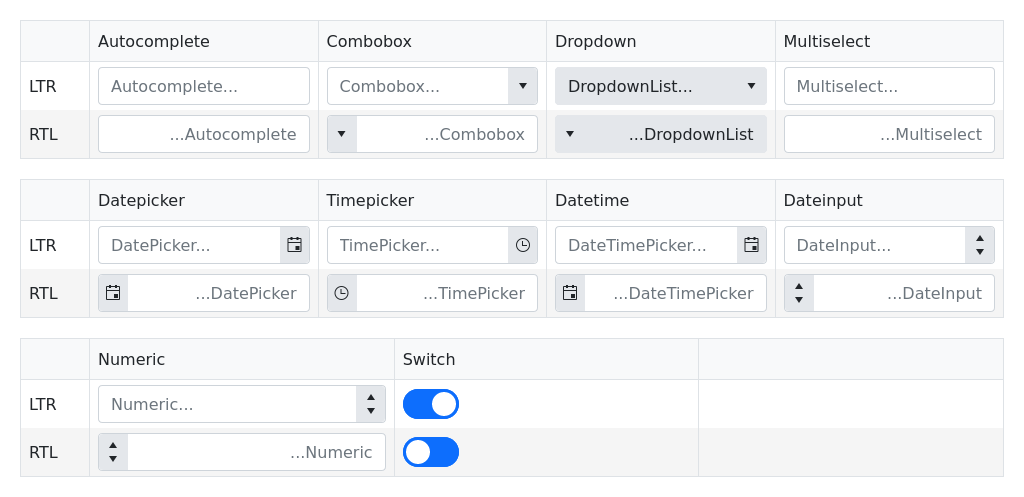 Autocomplete Combobox Dropdown Multiselect
LTR Autocomplete... Combobox... DropdownList... Multiselect...
RTL ...Autocomplete ...Combobox ...DropdownList ...Multiselect
Datepicker Timepicker Datetime Dateinput
LTR DatePicker... TimePicker... DateTimePicker... DateInput...
RTL ...DatePicker ...TimePicker ...DateTimePicker ...DateInput
Numeric Switch
LTR Numeric...
RTL ...Numeric